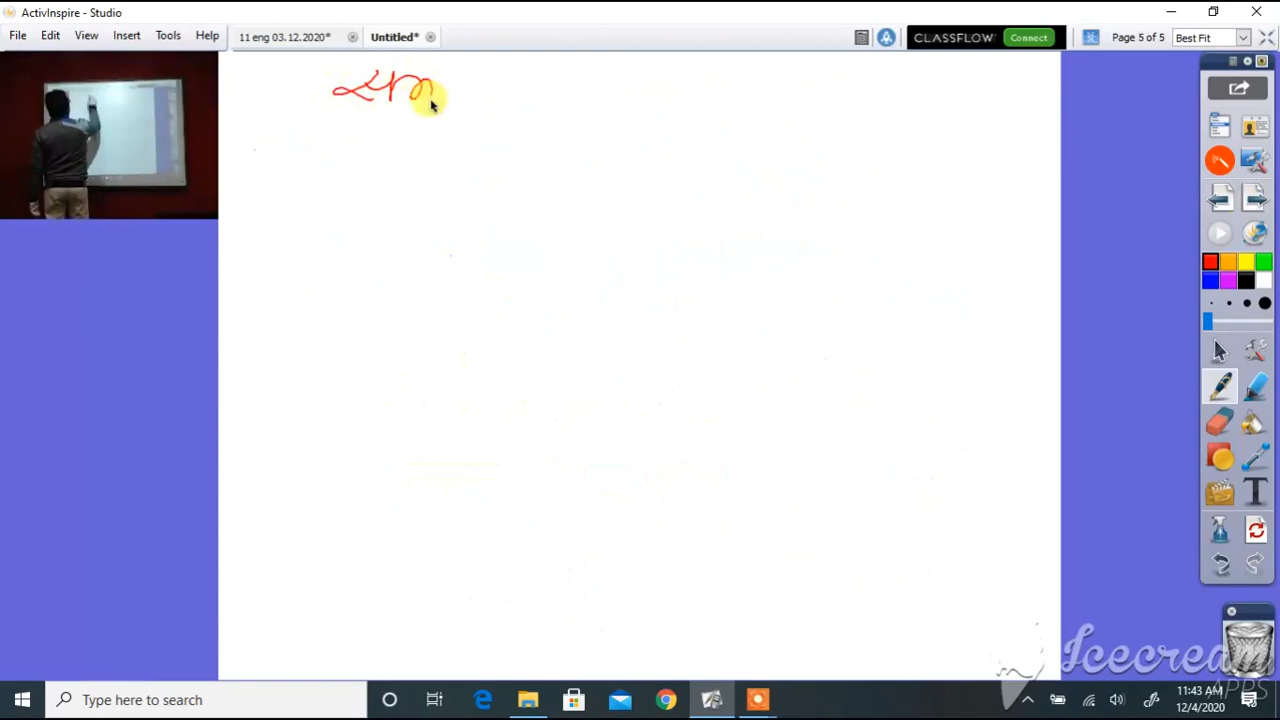 ActivInspire - Studio
File Edit View Insert Tools Help
11 eng 03.12.2020*
Untitled*
CLASSFLOW Connect
Page 5 of 5
Best Fit
T
Icecream
APPS
Type here to search
11:43 AM
12/4/2020